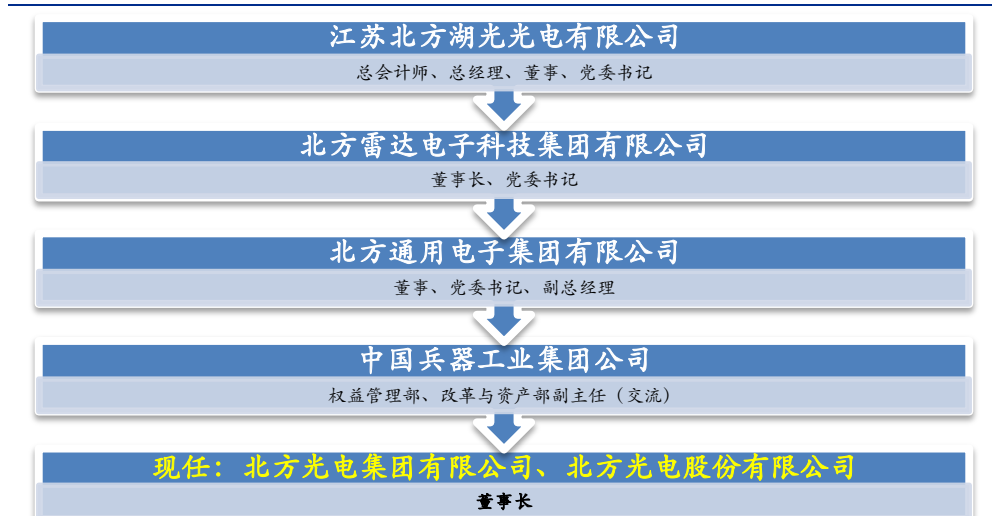 江苏北方湖光光电有限公司
总会计师、总经理、董事、党委书记
北方雷达电子科技集团有限公司
董事长、党委书记
北方通用电子集团有限公司
董事、党委书记、副总经理
中国兵器工业集团公司
权益管理部、改革与资产部副主任（交流）
现任：北方光电集团有限公司、北方光电股份有限公司
董事长